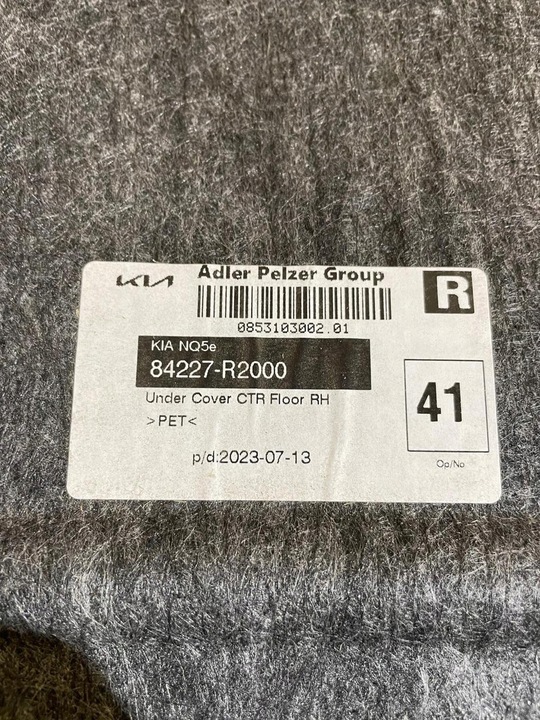 KIA Adler Pelzer Group R
0853103002.01
KIA NQ5e
84227-R2000
Under Cover CTR Floor RH
>PET<
41
p/d:2023-07-13
Op/No